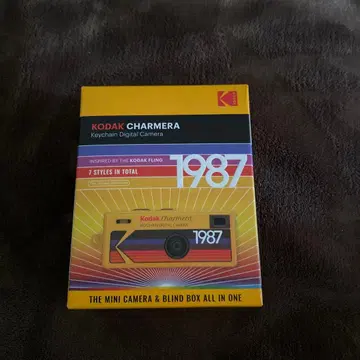 KODAK
KODAK CHARMERA
Keychain Digital Camera
INSPIRED BY THE KODAK FLING
7 STYLES IN TOTAL
1987
Kodak Charmera
1987
THE MINI CAMERA & BLIND BOX ALL IN ONE